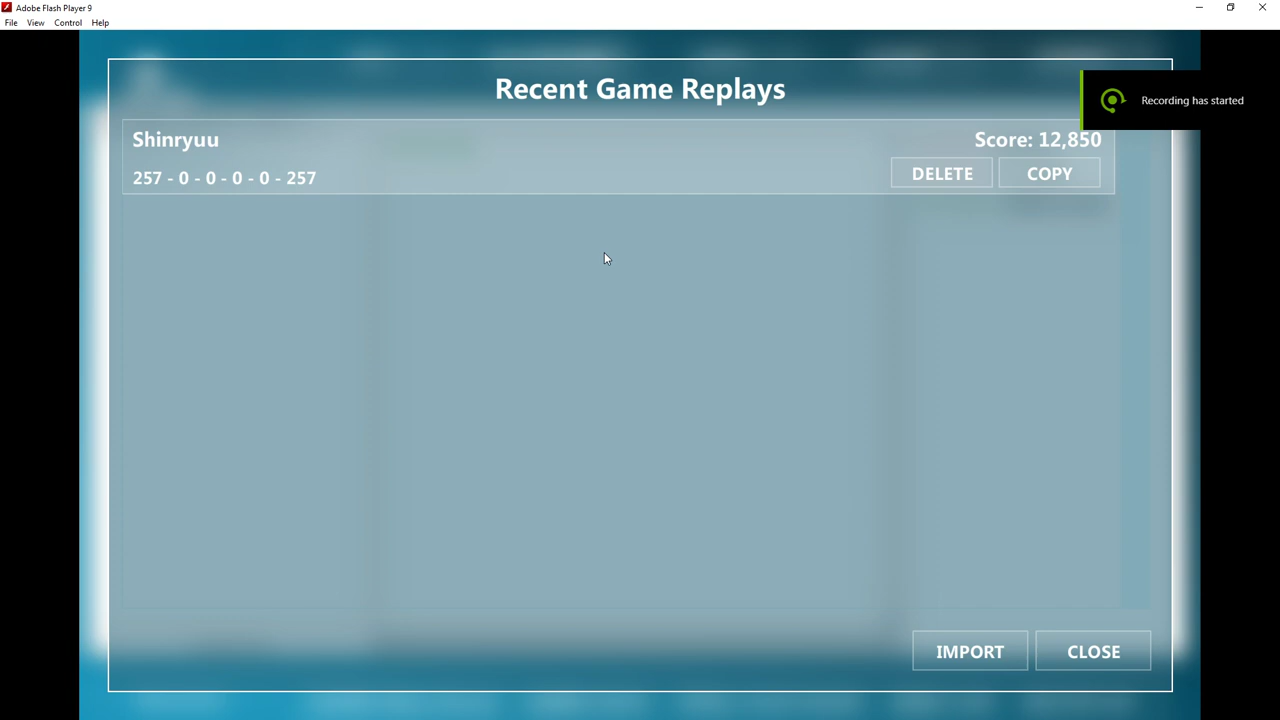 Adobe Flash Player 9
File View Control Help
Recent Game Replays
Recording has started
Shinryuu
Score: 12,850
257 - 0 - 0 - 0 - 0 - 257
DELETE
COPY
IMPORT
CLOSE